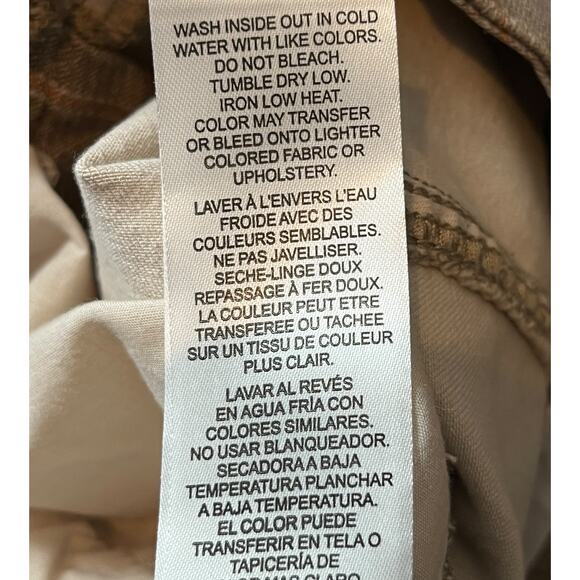 WASH INSIDE OUT IN COLD
WATER WITH LIKE COLORS.
DO NOT BLEACH.
TUMBLE DRY LOW.
IRON LOW HEAT.
COLOR MAY TRANSFER
OR BLEED ONTO LIGHTER
COLORED FABRIC OR
UPHOLSTERY.
LAVER À L'ENVERS L'EAU
FROIDE AVEC DES
COULEURS SEMBLABLES.
NE PAS JAVELLISER.
SECHE-LINGE DOUX
REPASSAGE À FER DOUX.
LA COULEUR PEUT ETRE
TRANSFEREE OU TACHEE
SUR UN TISSU DE COULEUR
PLUS CLAIR.
LAVAR AL REVÉS
EN AGUA FRÍA CON
COLORES SIMILARES.
NO USAR BLANQUEADOR.
SECADORA A BAJA
TEMPERATURA PLANCHAR
A BAJA TEMPERATURA.
EL COLOR PUEDE
TRANSFERIR EN TELA O
TAPICERÍA DE
MAS CLARO